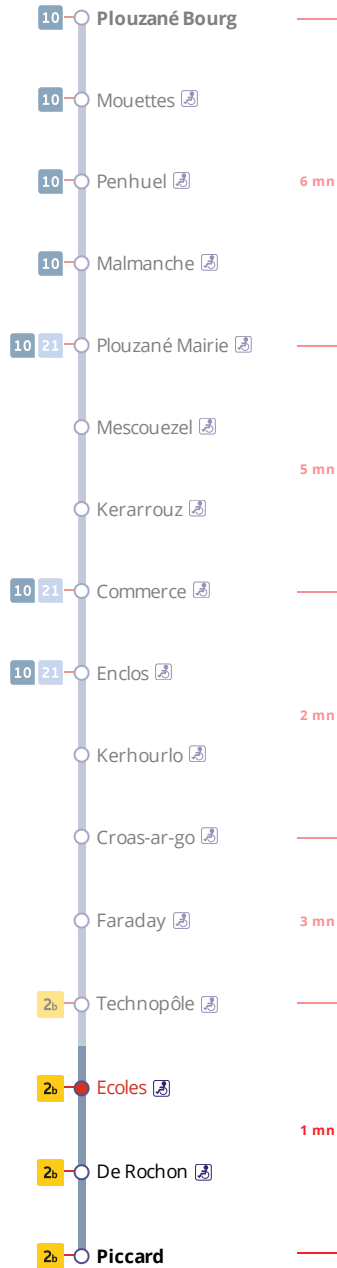 10 Plouzané Bourg
10 Mouettes
10 Penhuel 6 mn
10 Malmanche
10 21 Plouzané Mairie
Mescouezel
5 mn
Kerarrouz
10 21 Commerce
10 21 Enclos
2 mn
Kerhourlo
Croas-ar-go
Faraday 3 mn
2b Technopôle
2b Ecoles
1 mn
2b De Rochon
2b Piccard